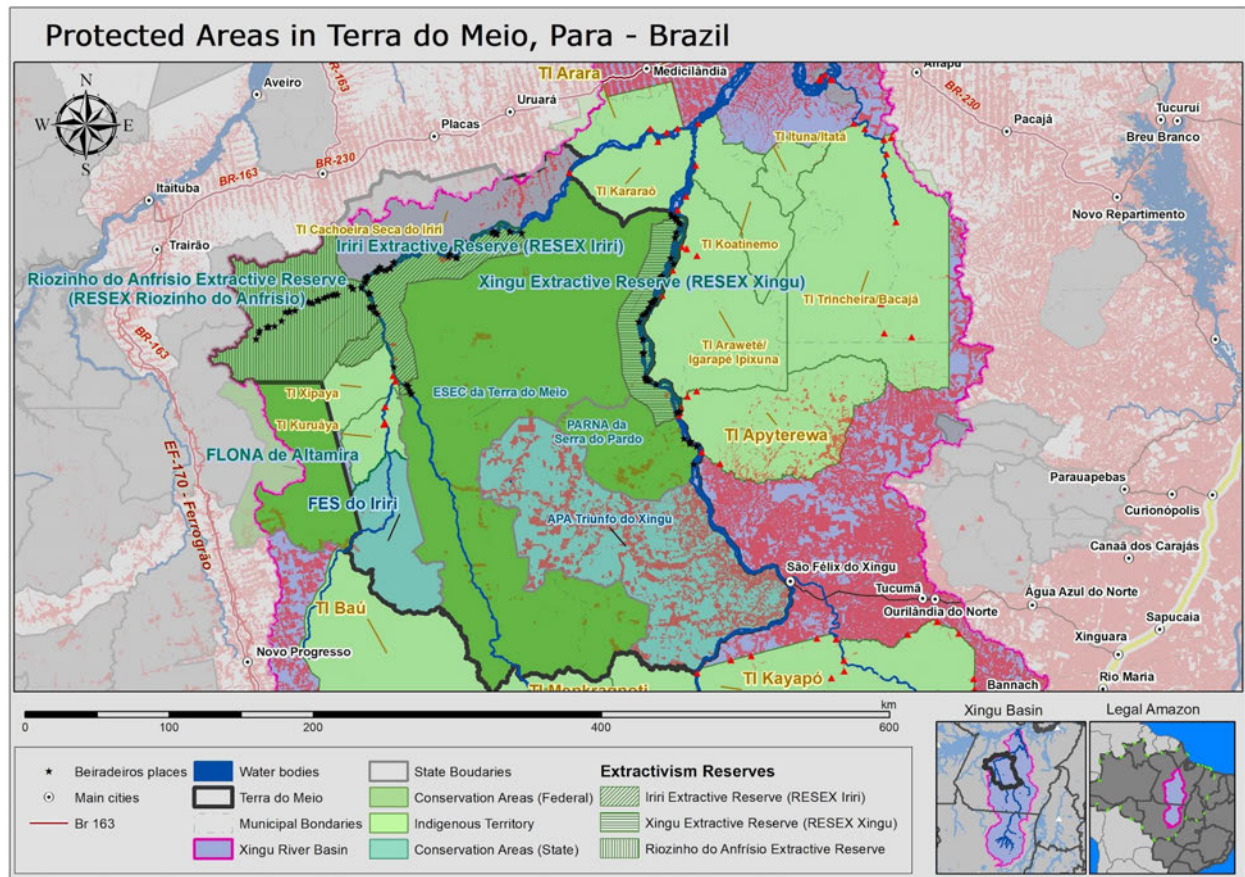 Protected Areas in Terra do Meio, Para - Brazil
N
W
E
S
TI Arara
Medicilândia
BR-163
Aveiro
Uruará
Placas
BR-230
BR-230
Pacajá
Tucuruí
Breu Branco
TI Ituna/Itatá
Itaituba
BR-163
TI Kararaô
Novo Repartimento
Trairão
TI Cachoeira Seca do Iriri
Iriri Extractive Reserve (RESEX Iriri)
TI Koatinemo
Riozinho do Anfrísio Extractive Reserve
(RESEX Riozinho do Anfrísio)
Xingu Extractive Reserve (RESEX Xingu)
TI Trincheira/Bacajá
BR-163
TI Araweté/
Igarapé Ipixuna
TI Xipaya
ESEC da Terra do Meio
TI Kuruáya
PARNA da
Serra do Pardo
TI Apyterewa
FLONA de Altamira
EF-170 - Ferrogrão
FES do Iriri
Parauapebas
Curionópolis
APA Triunfo do Xingu
Canaã dos Carajás
São Félix do Xingu
Tucumã
Água Azul do Norte
Ourilândia do Norte
Sapucaia
TI Baú
Novo Progresso
Xinguara
TI Kayapó
Rio Maria
Bannach
0
100
200
400
600
km
Xingu Basin
Legal Amazon
Beiradeiros places
Main cities
Br 163
Water bodies
Terra do Meio
Municipal Bondaries
Xingu River Basin
State Boudaries
Conservation Areas (Federal)
Indigenous Territory
Conservation Areas (State)
Extractivism Reserves
Iriri Extractive Reserve (RESEX Iriri)
Xingu Extractive Reserve (RESEX Xingu)
Riozinho do Anfrísio Extractive Reserve